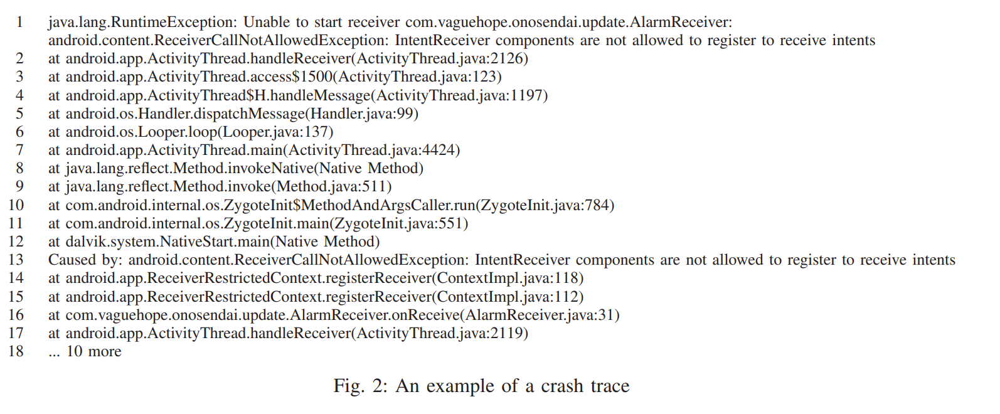 1 java.lang.RuntimeException: Unable to start receiver com.vaguehope.onosendai.update.AlarmReceiver:
android.content.ReceiverCallNotAllowedException: IntentReceiver components are not allowed to register to receive intents
2 at android.app.ActivityThread.handleReceiver(ActivityThread.java:2126)
3 at android.app.ActivityThread.access$1500(ActivityThread.java:123)
4 at android.app.ActivityThread$H.handleMessage(ActivityThread.java:1197)
5 at android.os.Handler.dispatchMessage(Handler.java:99)
6 at android.os.Looper.loop(Looper.java:137)
7 at android.app.ActivityThread.main(ActivityThread.java:4424)
8 at java.lang.reflect.Method.invokeNative(Native Method)
9 at java.lang.reflect.Method.invoke(Method.java:511)
10 at com.android.internal.os.ZygoteInit$MethodAndArgsCaller.run(ZygoteInit.java:784)
11 at com.android.internal.os.ZygoteInit.main(ZygoteInit.java:551)
12 at dalvik.system.NativeStart.main(Native Method)
13 Caused by: android.content.ReceiverCallNotAllowedException: IntentReceiver components are not allowed to register to receive intents
14 at android.app.ReceiverRestrictedContext.registerReceiver(ContextImpl.java:118)
15 at android.app.ReceiverRestrictedContext.registerReceiver(ContextImpl.java:112)
16 at com.vaguehope.onosendai.update.AlarmReceiver.onReceive(AlarmReceiver.java:31)
17 at android.app.ActivityThread.handleReceiver(ActivityThread.java:2119)
18 ... 10 more
Fig. 2: An example of a crash trace